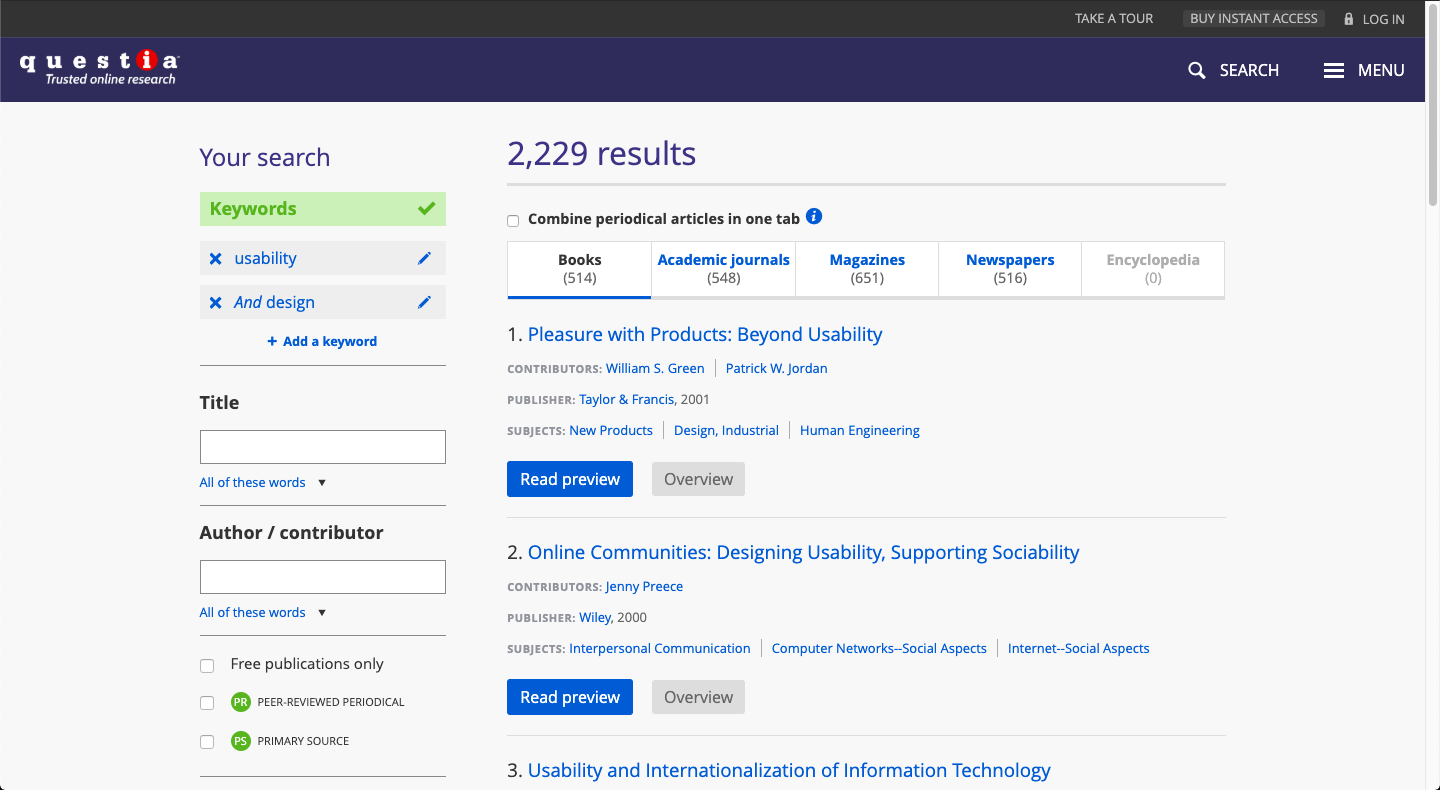 TAKE A TOUR
BUY INSTANT ACCESS
LOG IN
questia
Trusted online research
SEARCH
MENU
Your search
Keywords
usability
And design
+ Add a keyword
Title
All of these words
Author / contributor
All of these words
Free publications only
PR PEER-REVIEWED PERIODICAL
PS PRIMARY SOURCE
2,229 results
Combine periodical articles in one tab i
Books
(514)
Academic journals
(548)
Magazines
(651)
Newspapers
(516)
Encyclopedia
(0)
1. Pleasure with Products: Beyond Usability
CONTRIBUTORS: William S. Green | Patrick W. Jordan
PUBLISHER: Taylor & Francis, 2001
SUBJECTS: New Products | Design, Industrial | Human Engineering
Read preview
Overview
2. Online Communities: Designing Usability, Supporting Sociability
CONTRIBUTORS: Jenny Preece
PUBLISHER: Wiley, 2000
SUBJECTS: Interpersonal Communication | Computer Networks--Social Aspects | Internet--Social Aspects
Read preview
Overview
3. Usability and Internationalization of Information Technology